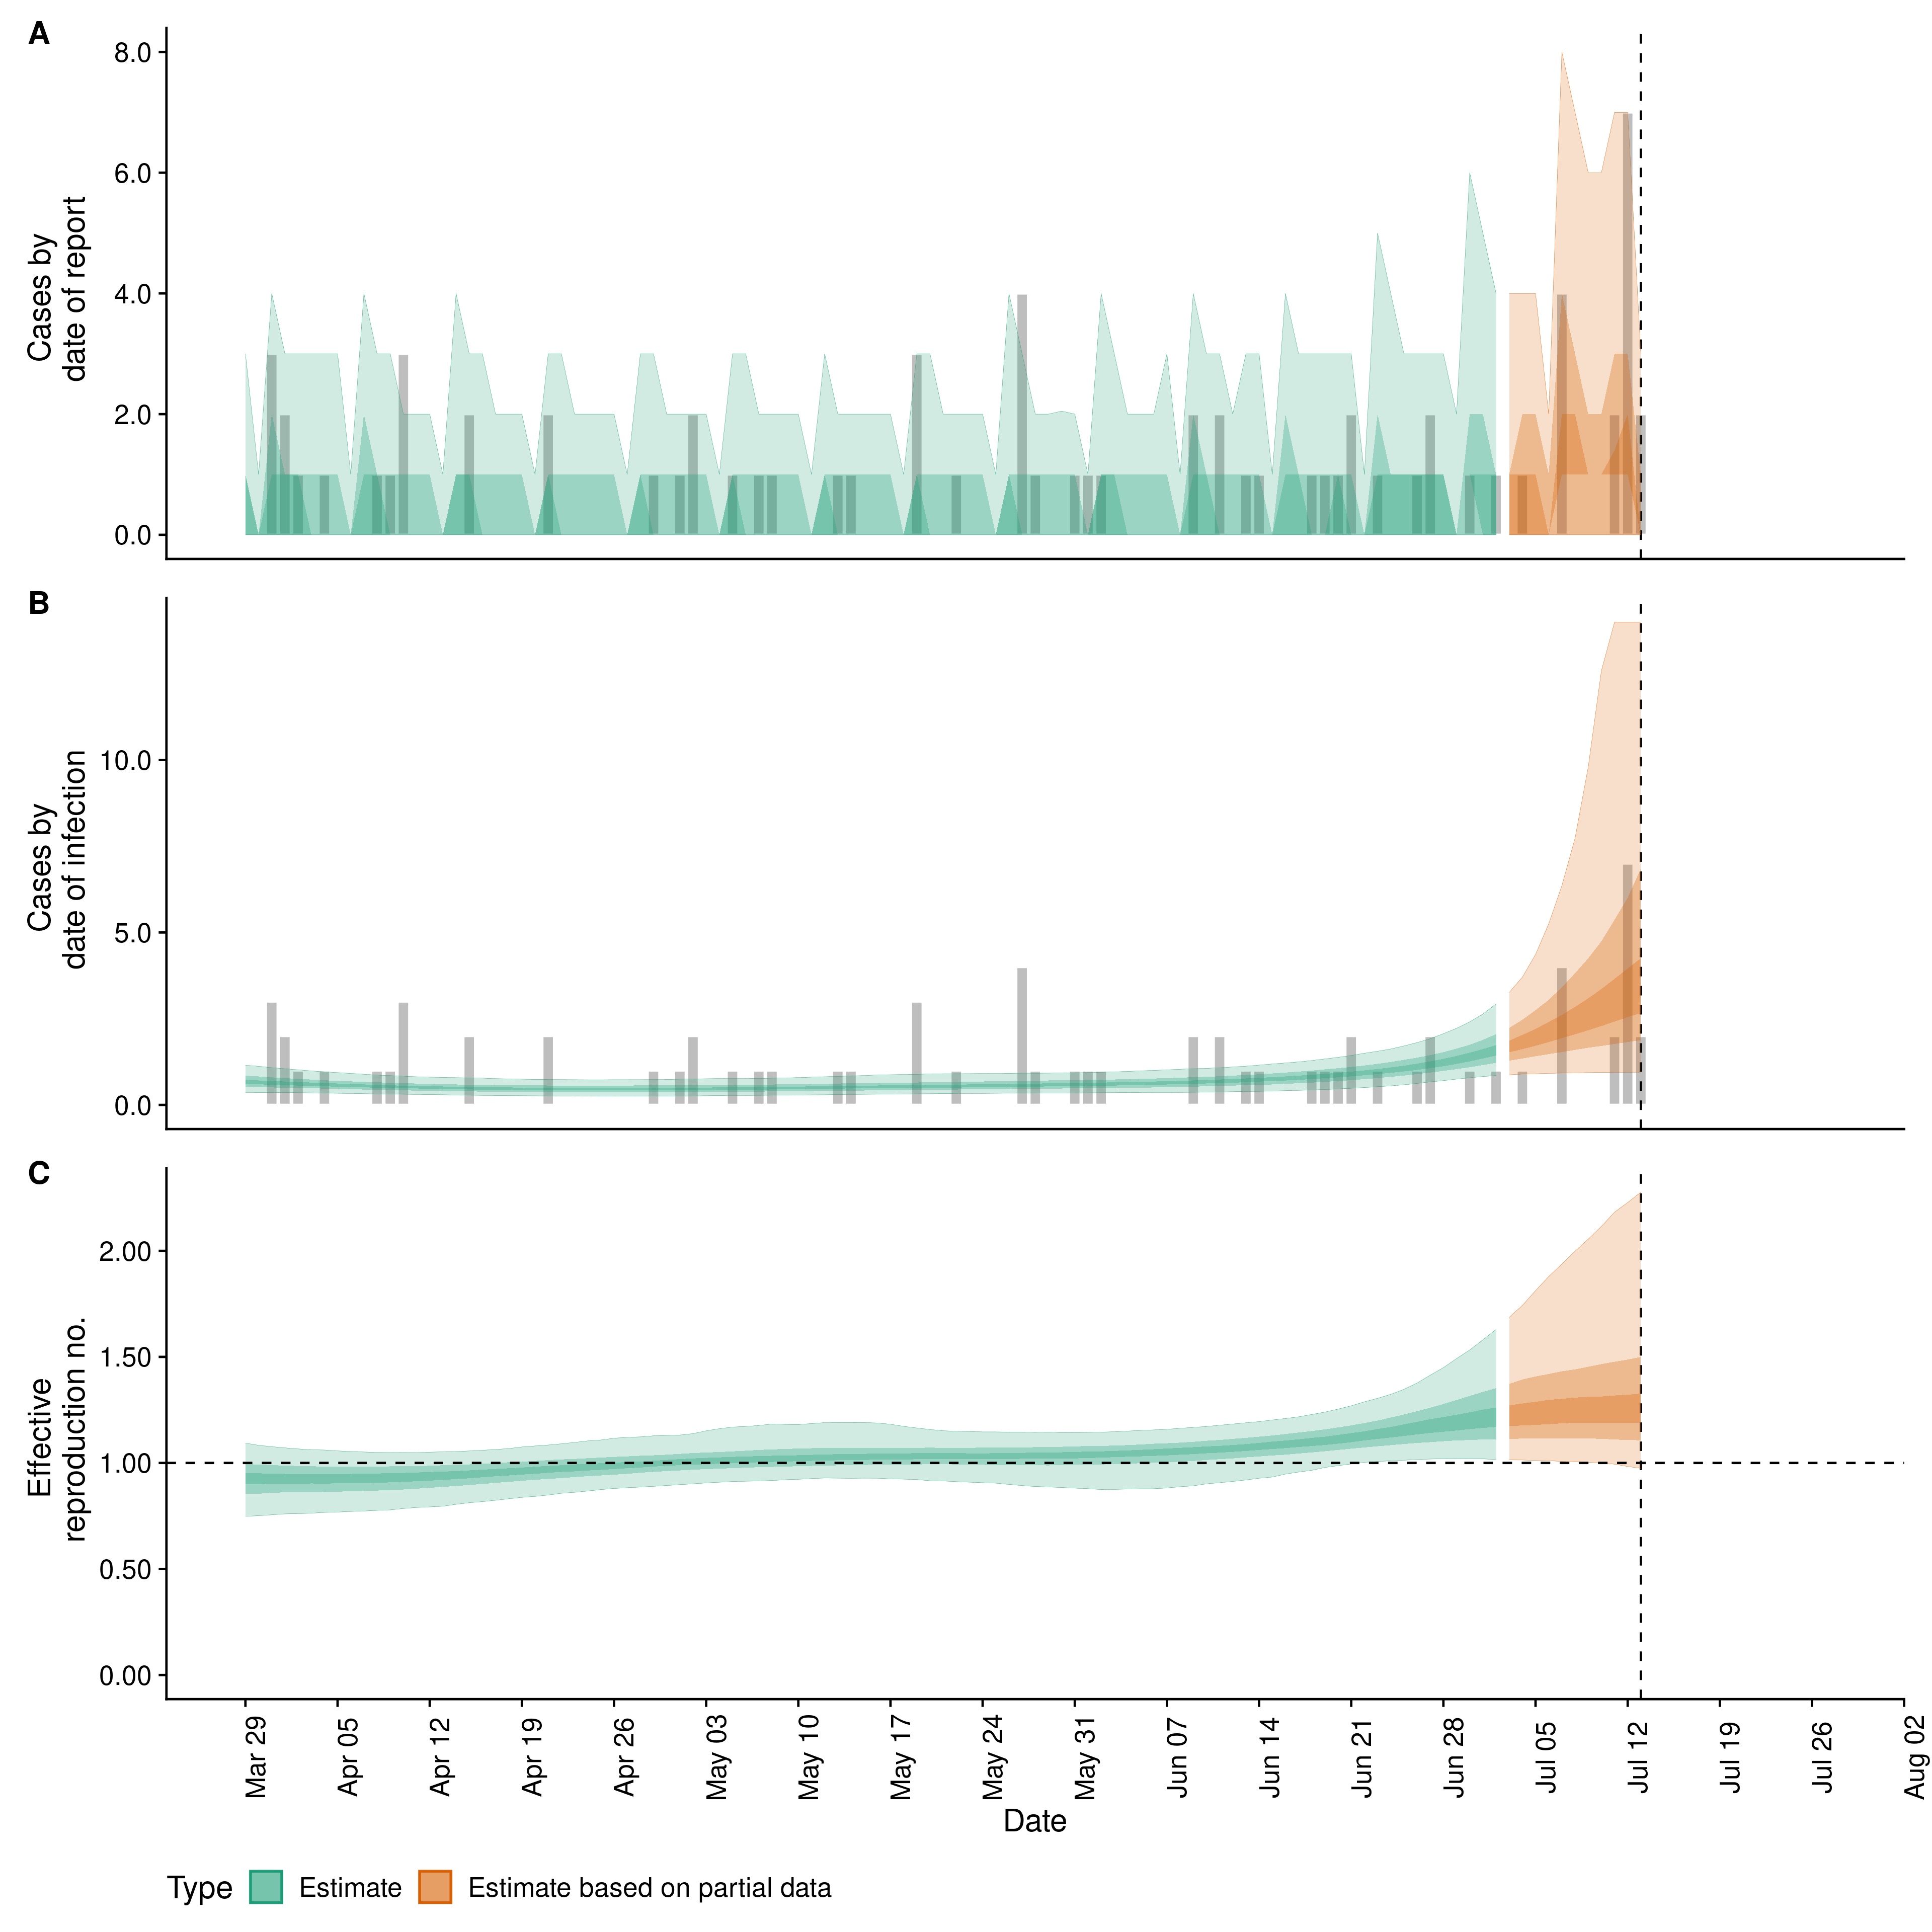 A
8.0
6.0
4.0
2.0
0.0
Cases by
date of report
B
10.0
5.0
0.0
Cases by
date of infection
C
2.00
1.50
1.00
0.50
0.00
Effective
reproduction no.
Mar 29
Apr 05
Apr 12
Apr 19
Apr 26
May 03
May 10
May 17
May 24
May 31
Jun 07
Jun 14
Jun 21
Jun 28
Jul 05
Jul 12
Jul 19
Jul 26
Aug 02
Date
Type Estimate Estimate based on partial data